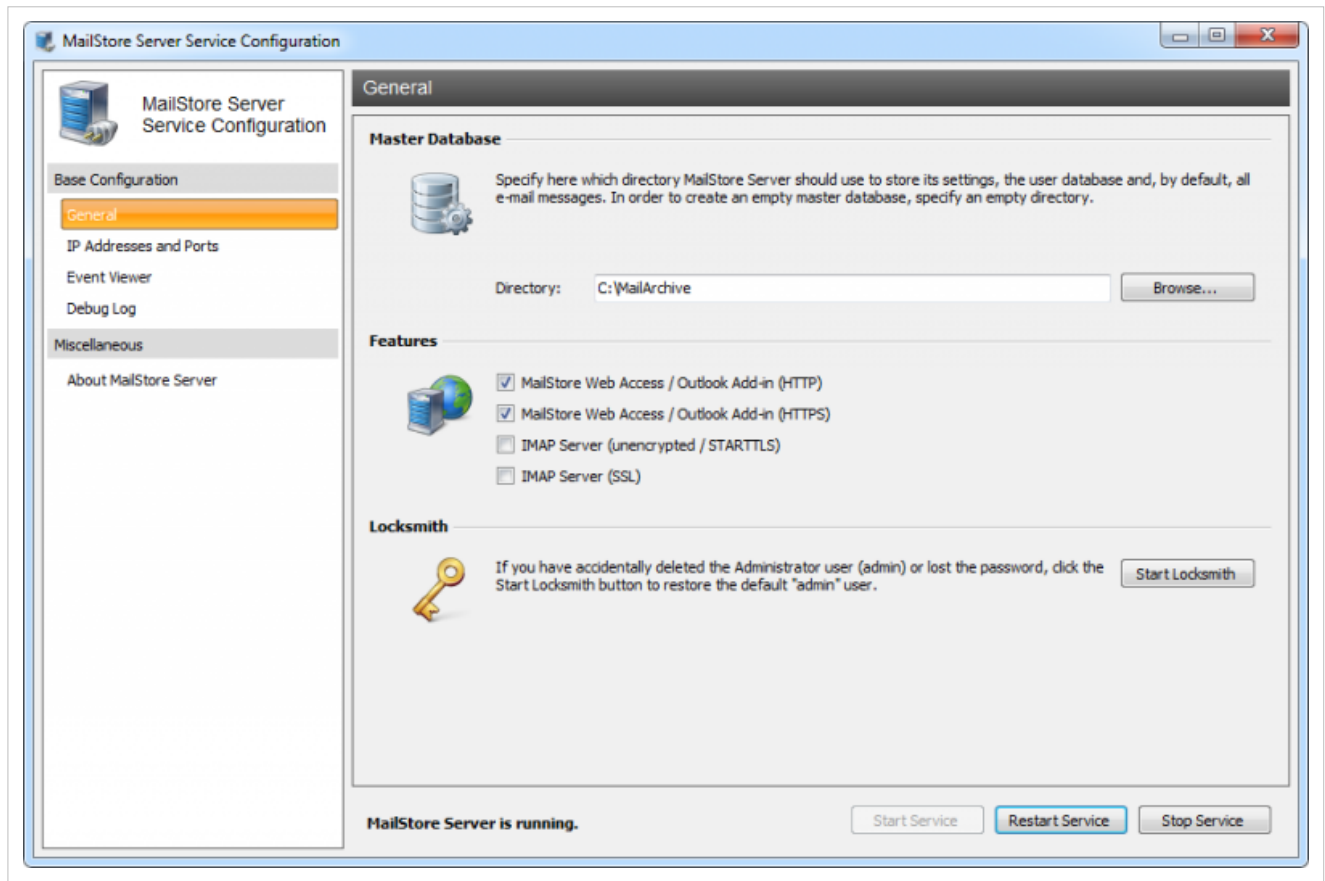 MailStore Server Service Configuration
MailStore Server
Service Configuration
Base Configuration
General
IP Addresses and Ports
Event Viewer
Debug Log
Miscellaneous
About MailStore Server
General
Master Database
Specify here which directory MailStore Server should use to store its settings, the user database and, by default, all
e-mail messages. In order to create an empty master database, specify an empty directory.
Directory: C:\MailArchive Browse...
Features
MailStore Web Access / Outlook Add-in (HTTP)
MailStore Web Access / Outlook Add-in (HTTPS)
IMAP Server (unencrypted / STARTTLS)
IMAP Server (SSL)
Locksmith
If you have accidentally deleted the Administrator user (admin) or lost the password, click the
Start Locksmith button to restore the default "admin" user.
Start Locksmith
MailStore Server is running. Start Service Restart Service Stop Service